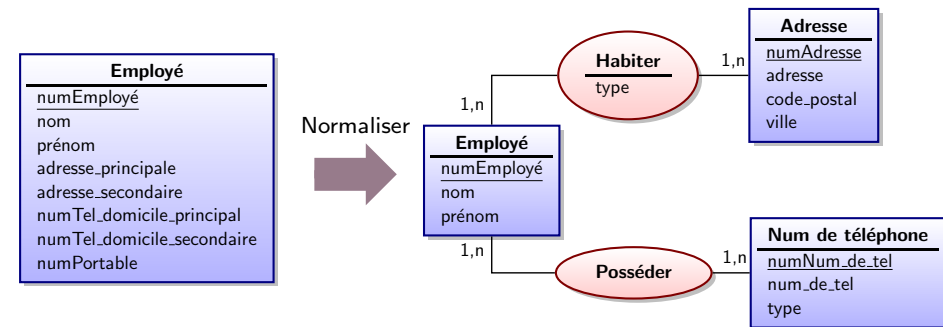 Employé
numEmployé
nom
prénom
adresse_principale
adresse_secondaire
numTel_domicile_principal
numTel_domicile_secondaire
numPortable
Normaliser
Employé
numEmployé
nom
prénom
1,n
1,n
Habiter
type
1,n
Adresse
numAdresse
adresse
code_postal
ville
Posséder
1,n
Num de téléphone
numNum_de_tel
num_de_tel
type